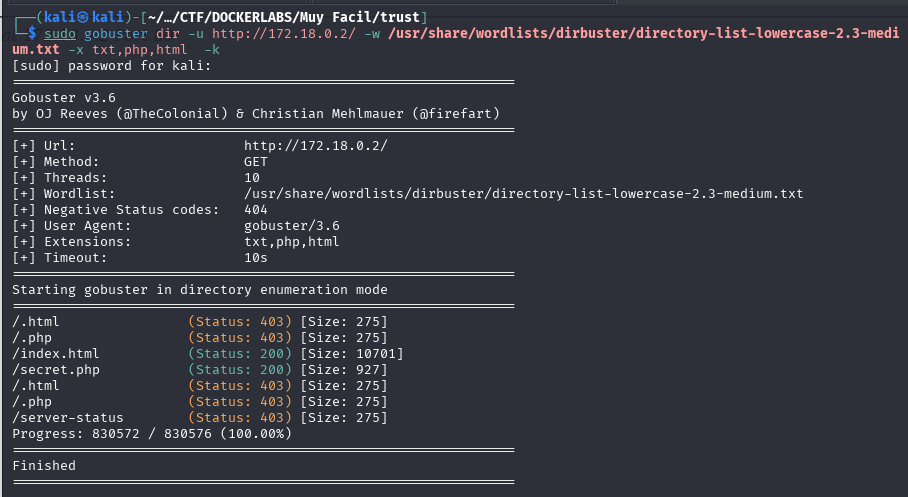 ┌──(kali㉿kali)-[~/…/CTF/DOCKERLABS/Muy Facil/trust]
└─$ sudo gobuster dir -u http://172.18.0.2/ -w /usr/share/wordlists/dirbuster/directory-list-lowercase-2.3-medi
um.txt -x txt,php,html  -k
[sudo] password for kali:
===============================================================
Gobuster v3.6
by OJ Reeves (@TheColonial) & Christian Mehlmauer (@firefart)
===============================================================
[+] Url:                     http://172.18.0.2/
[+] Method:                  GET
[+] Threads:                 10
[+] Wordlist:                /usr/share/wordlists/dirbuster/directory-list-lowercase-2.3-medium.txt
[+] Negative Status codes:   404
[+] User Agent:              gobuster/3.6
[+] Extensions:              txt,php,html
[+] Timeout:                 10s
===============================================================
Starting gobuster in directory enumeration mode
===============================================================
/.html                (Status: 403) [Size: 275]
/.php                 (Status: 403) [Size: 275]
/index.html           (Status: 200) [Size: 10701]
/secret.php           (Status: 200) [Size: 927]
/.html                (Status: 403) [Size: 275]
/.php                 (Status: 403) [Size: 275]
/server-status        (Status: 403) [Size: 275]
Progress: 830572 / 830576 (100.00%)
===============================================================
Finished
===============================================================